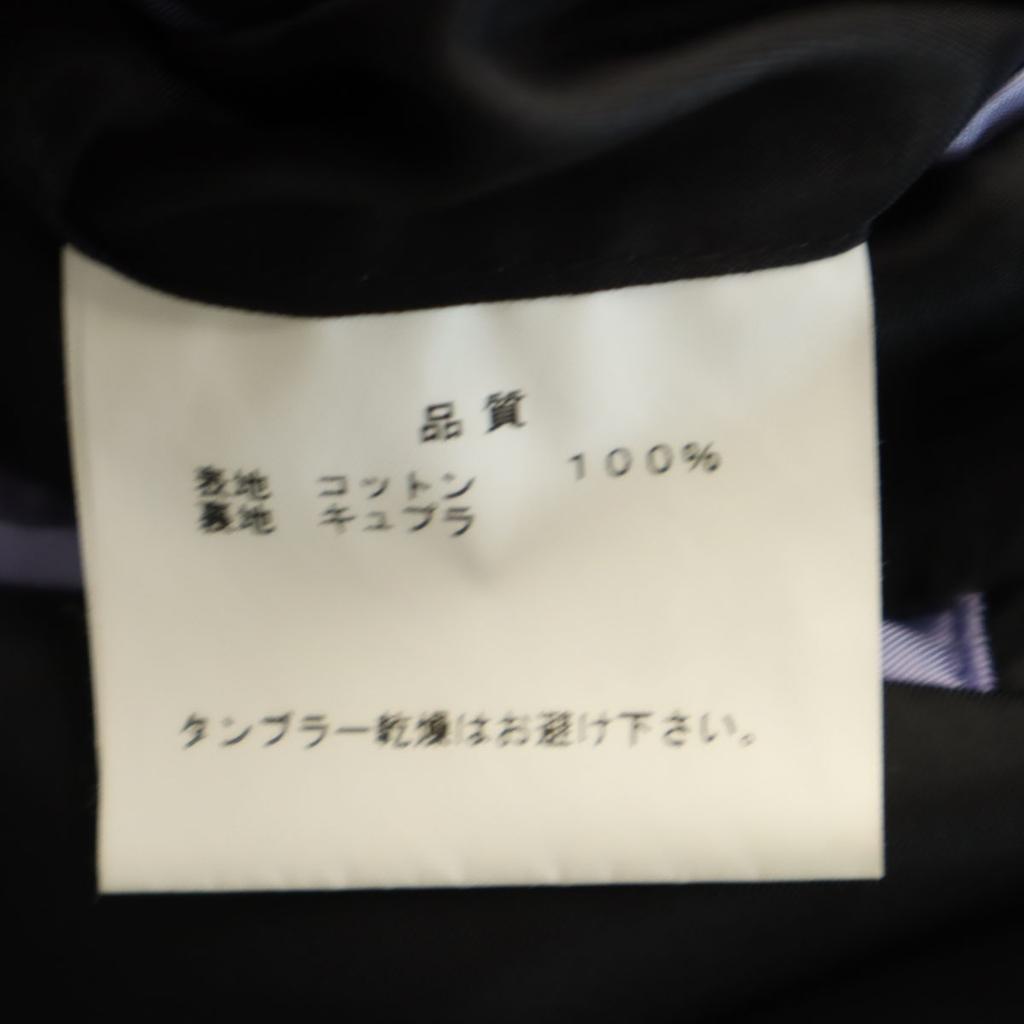 品質
表地 コットン 100%
裏地 キュプラ
タンブラー乾燥はお避け下さい。